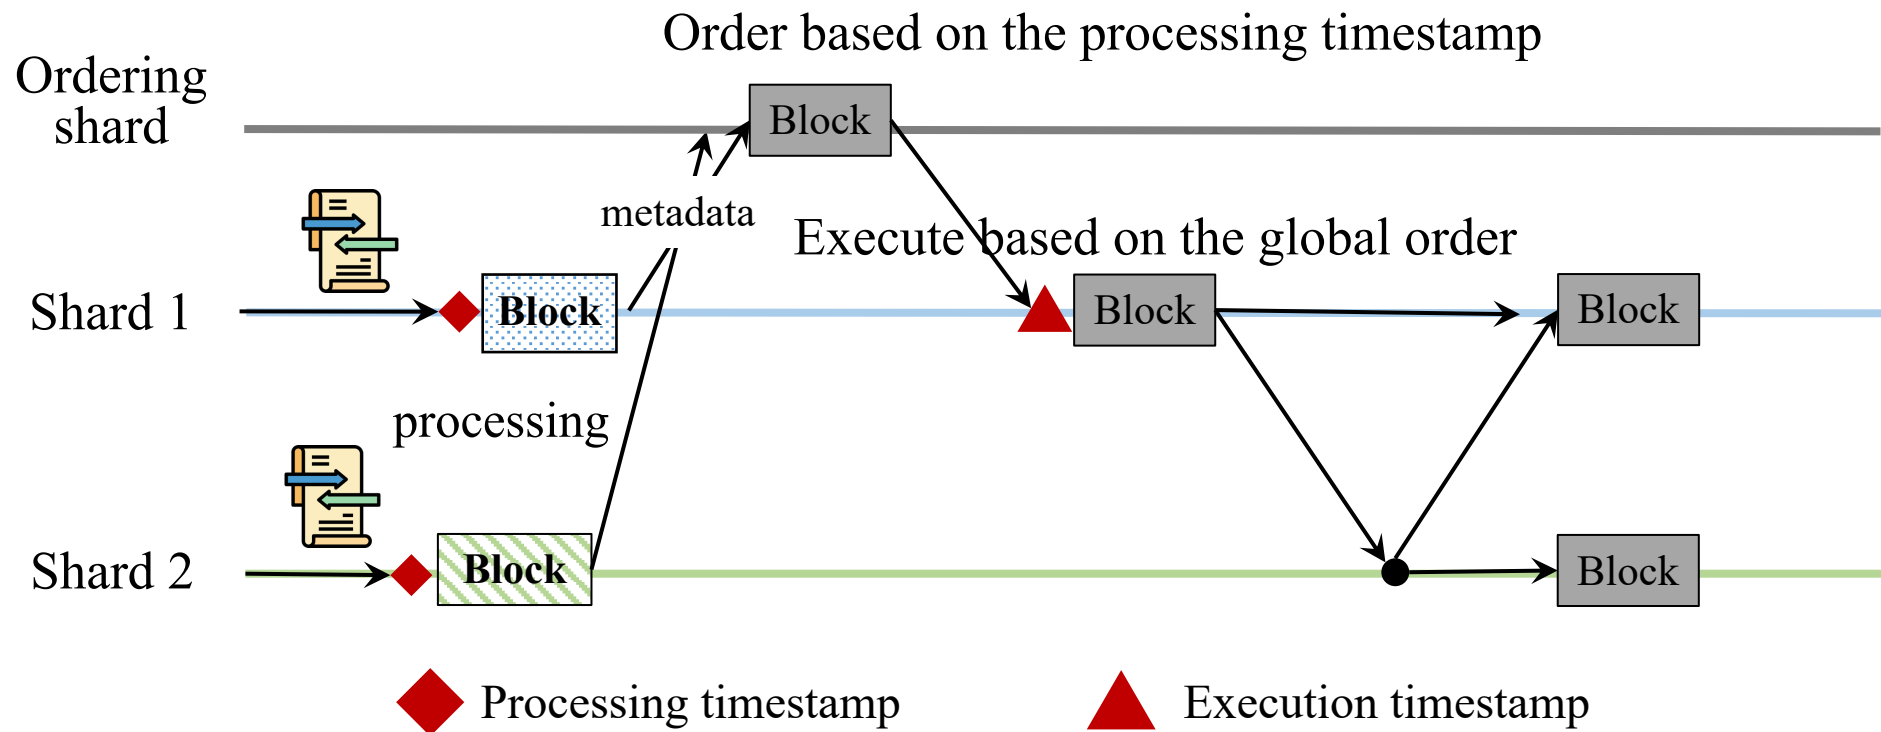 Order based on the processing timestamp
Ordering
shard
Block
metadata
Execute based on the global order
Shard 1
Block
Block
Block
processing
Shard 2
Block
Block
Processing timestamp
Execution timestamp